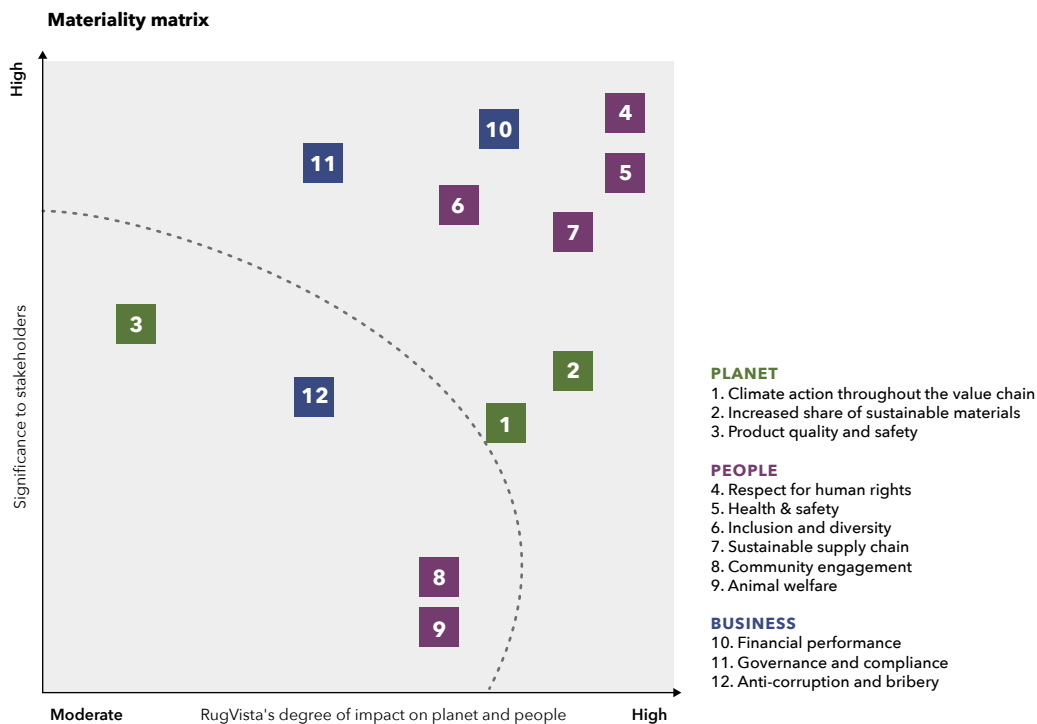 Materiality matrix
High
Significance to stakeholders
4
10
11
5
6
7
3
2
12
1
8
9
Moderate
RugVista's degree of impact on planet and people
High
PLANET
1. Climate action throughout the value chain
2. Increased share of sustainable materials
3. Product quality and safety
PEOPLE
4. Respect for human rights
5. Health & safety
6. Inclusion and diversity
7. Sustainable supply chain
8. Community engagement
9. Animal welfare
BUSINESS
10. Financial performance
11. Governance and compliance
12. Anti-corruption and bribery